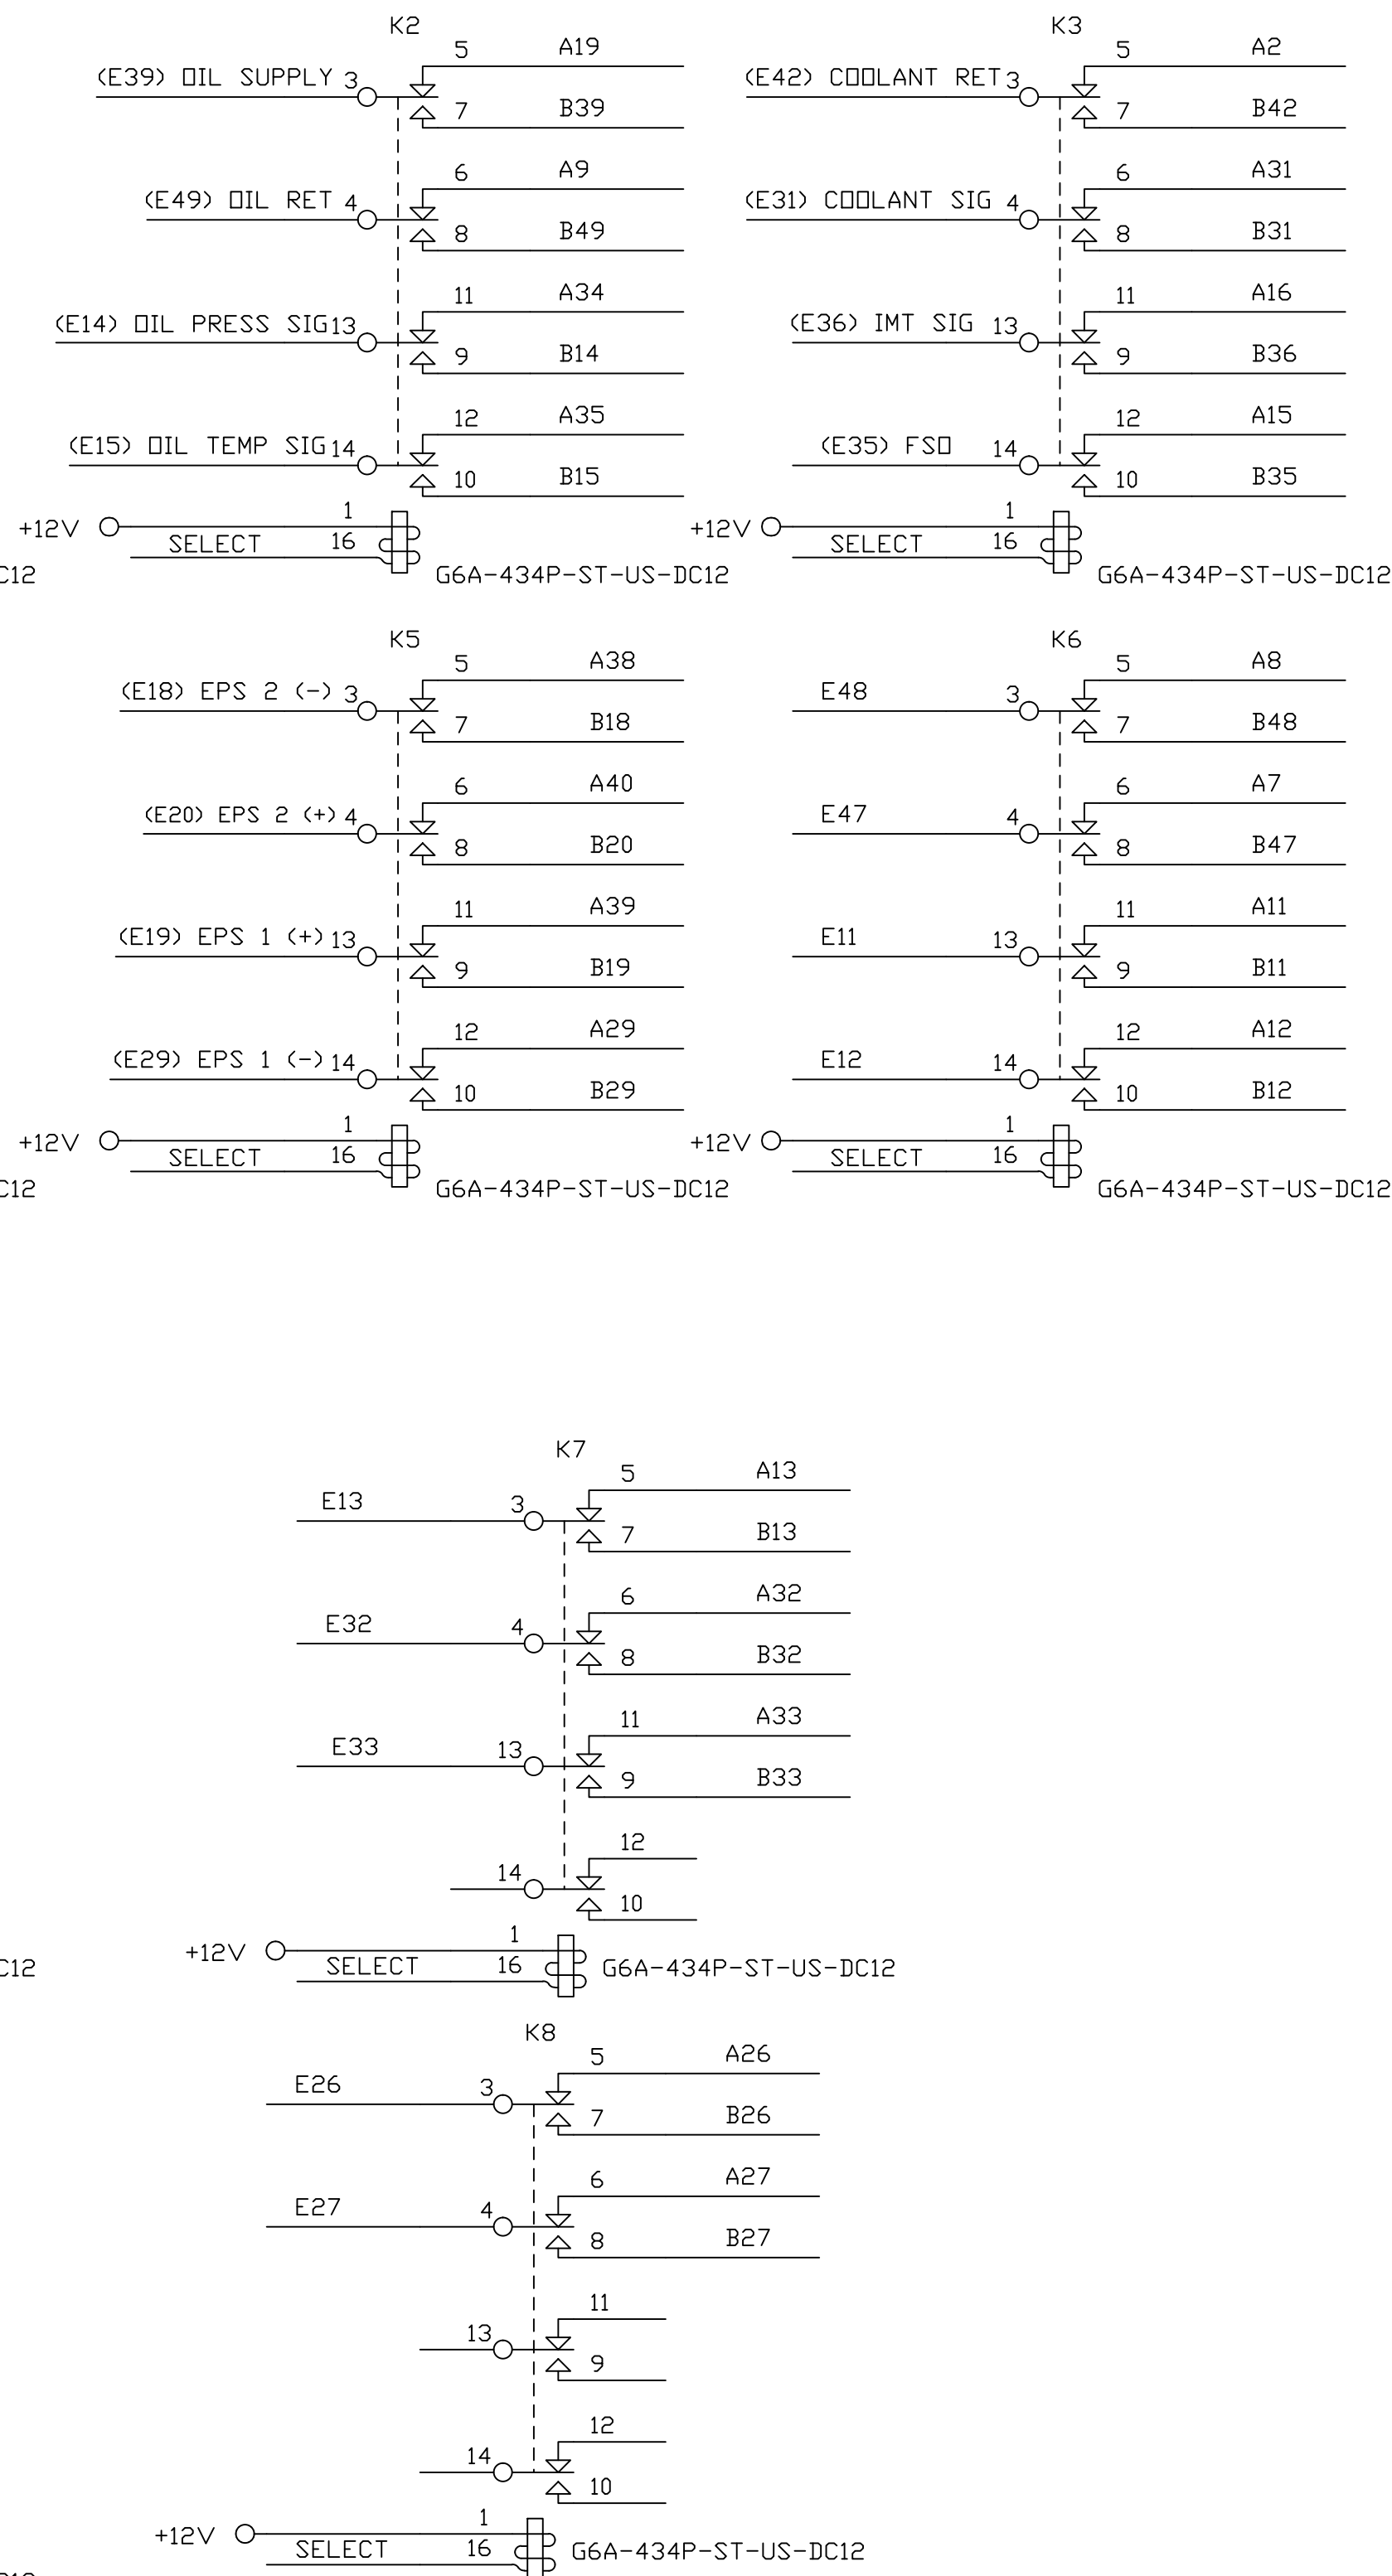 K2
5 A19
(E39) OIL SUPPLY 3
7 B39
6 A9
(E49) OIL RET 4
8 B49
11 A34
(E14) OIL PRESS SIG 13
9 B14
12 A35
(E15) OIL TEMP SIG 14
10 B15
+12V 1
SELECT 16
G6A-434P-ST-US-DC12
K3
5 A2
(E42) COOLANT RET 3
7 B42
6 A31
(E31) COOLANT SIG 4
8 B31
11 A16
(E36) IMT SIG 13
9 B36
12 A15
(E35) FSO 14
10 B35
+12V 1
SELECT 16
G6A-434P-ST-US-DC12
C12
K5
5 A38
(E18) EPS 2 (-) 3
7 B18
6 A40
(E20) EPS 2 (+) 4
8 B20
11 A39
(E19) EPS 1 (+) 13
9 B19
12 A29
(E29) EPS 1 (-) 14
10 B29
+12V 1
SELECT 16
G6A-434P-ST-US-DC12
K6
5 A8
E48 3
7 B48
6 A7
E47 4
8 B47
11 A11
E11 13
9 B11
12 A12
E12 14
10 B12
+12V 1
SELECT 16
G6A-434P-ST-US-DC12
C12
K7
5 A13
E13 3
7 B13
6 A32
E32 4
8 B32
11 A33
E33 13
9 B33
12
14
10
+12V 1
SELECT 16
G6A-434P-ST-US-DC12
C12
K8
5 A26
E26 3
7 B26
6 A27
E27 4
8 B27
11
13
9
12
14
10
+12V 1
SELECT 16
G6A-434P-ST-US-DC12